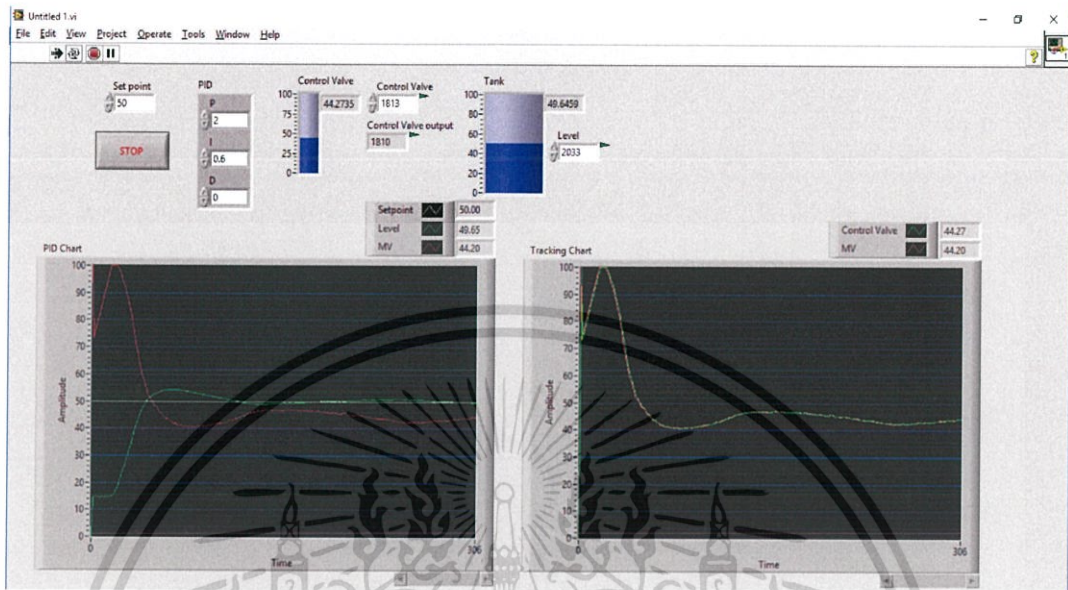 Untitled 1.vi
File Edit View Project Operate Tools Window Help
Set point
50
STOP
PID
P
2
I
0.6
D
0
Control Valve
100
75
50
25
0
44.2735
Control Valve
1813
Control Valve output
1810
Tank
100
80
60
40
20
0
49.6459
Level
2033
Setpoint 50.00
Level 49.65
MV 44.20
PID Chart
100
90
80
70
60
50
40
30
20
10
0
Amplitude
0 306
Time
Control Valve 44.27
MV 44.20
Tracking Chart
100
90
80
70
60
50
40
30
20
10
0
Amplitude
0 306
Time